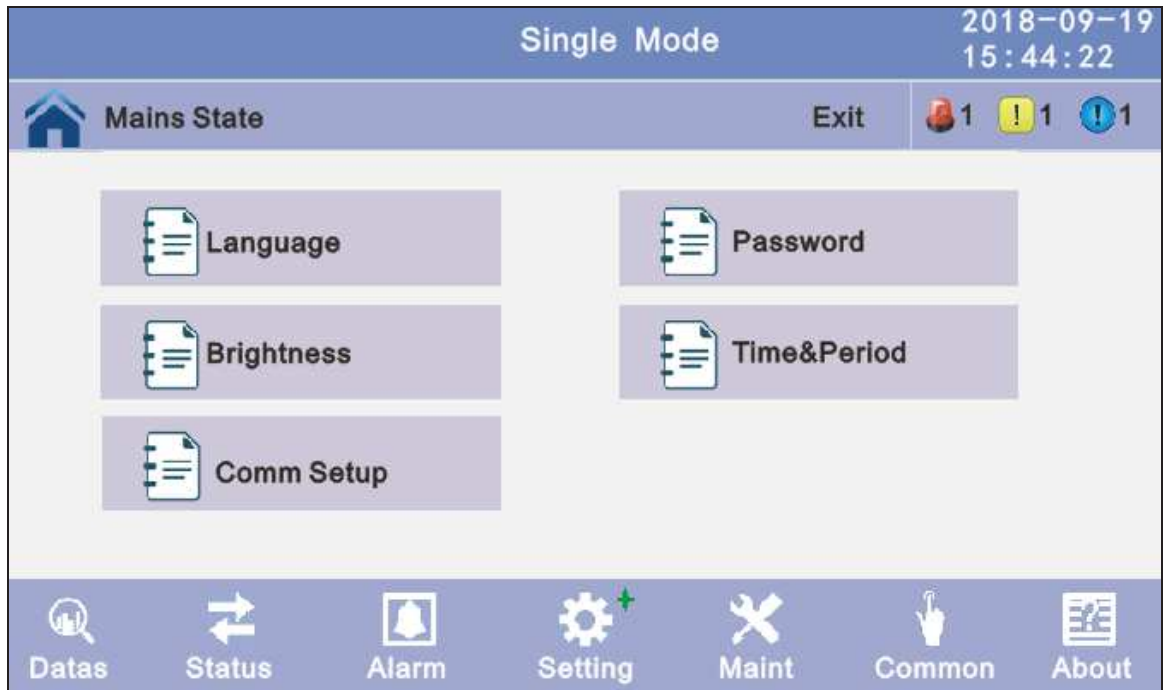 Single Mode
2018-09-19
15:44:22
Mains State
Exit
1
! 1
! 1
Language
Password
Brightness
Time&Period
Comm Setup
Datas
Status
Alarm
Setting
Maint
Common
About